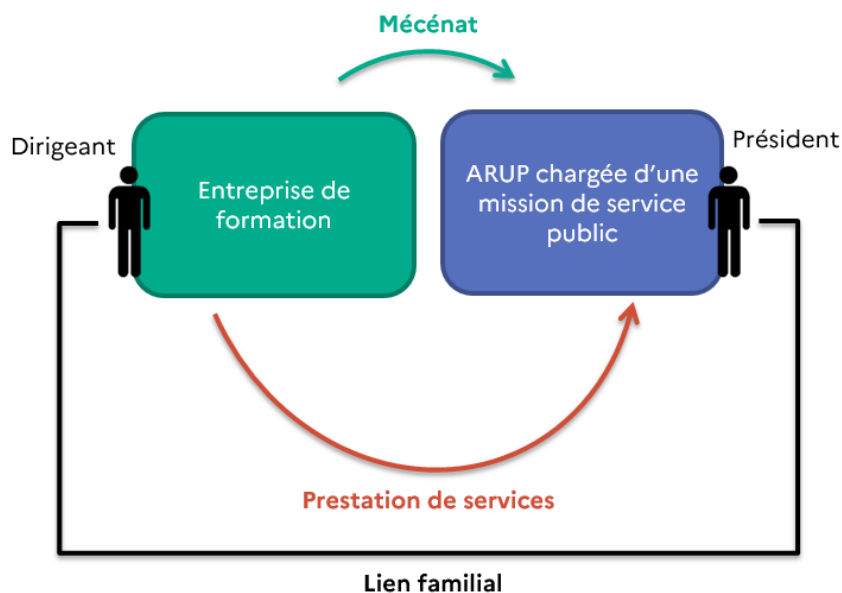 Mécénat
Dirigeant
Président
Entreprise de
formation
ARUP chargée d’une
mission de service
public
Prestation de services
Lien familial